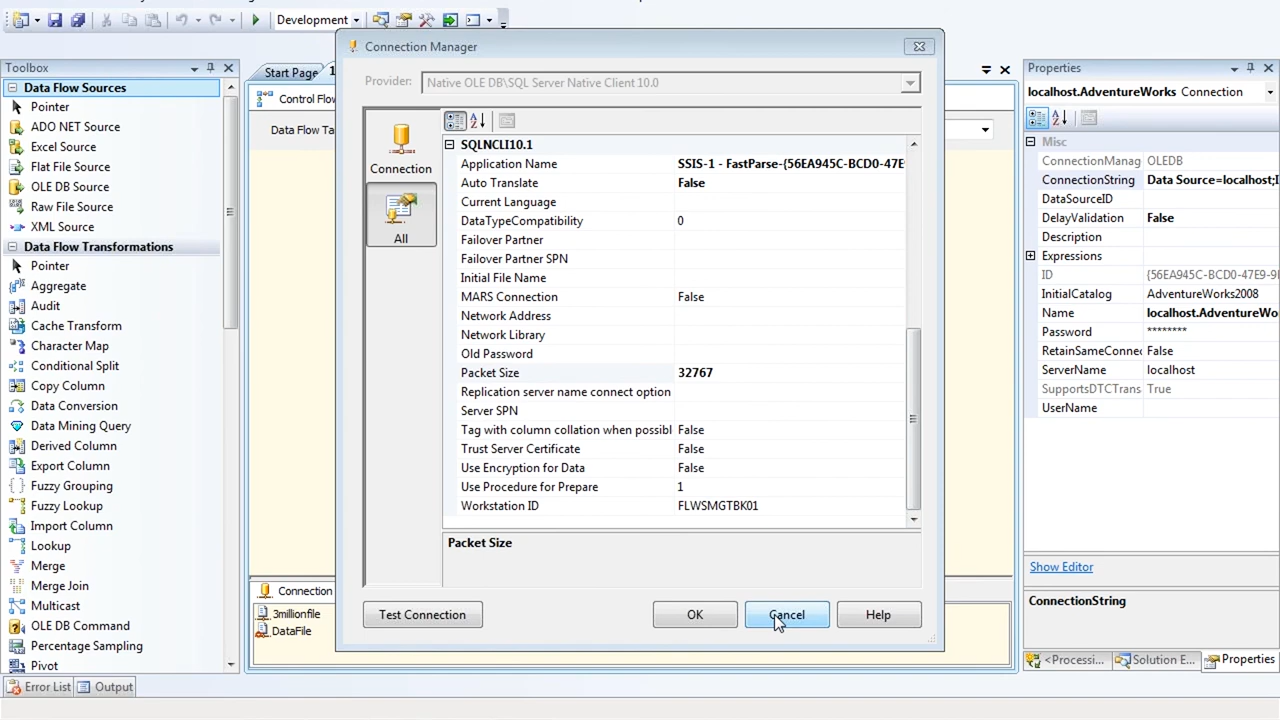 Development
Toolbox
Data Flow Sources
Pointer
ADO NET Source
Excel Source
Flat File Source
OLE DB Source
Raw File Source
XML Source
Data Flow Transformations
Pointer
Aggregate
Audit
Cache Transform
Character Map
Conditional Split
Copy Column
Data Conversion
Data Mining Query
Derived Column
Export Column
Fuzzy Grouping
Fuzzy Lookup
Import Column
Lookup
Merge
Merge Join
Multicast
OLE DB Command
Percentage Sampling
Pivot
Error List
Output
Start Page
1
Control Flow
Data Flow Ta
Connection
3millionfile
DataFile
Connection Manager
Provider:
Native OLE DB\SQL Server Native Client 10.0
Connection
All
SQLNCLI10.1
Application Name SSIS-1 - FastParse-{56EA945C-BCD0-47E9
Auto Translate False
Current Language
DataTypeCompatibility 0
Failover Partner
Failover Partner SPN
Initial File Name
MARS Connection False
Network Address
Network Library
Old Password
Packet Size 32767
Replication server name connect option
Server SPN
Tag with column collation when possibl False
Trust Server Certificate False
Use Encryption for Data False
Use Procedure for Prepare 1
Workstation ID FLWSMGTBK01
Packet Size
Test Connection
OK
Cancel
Help
Properties
localhost.AdventureWorks Connection
Misc
ConnectionManag OLEDB
ConnectionString Data Source=localhost;I
DataSourceID
DelayValidation False
Description
Expressions
ID {56EA945C-BCD0-47E9-9
InitialCatalog AdventureWorks2008
Name localhost.AdventureWo
Password ********
RetainSameConnec False
ServerName localhost
SupportsDTCTrans True
UserName
Show Editor
ConnectionString
<Processi...
Solution E...
Properties